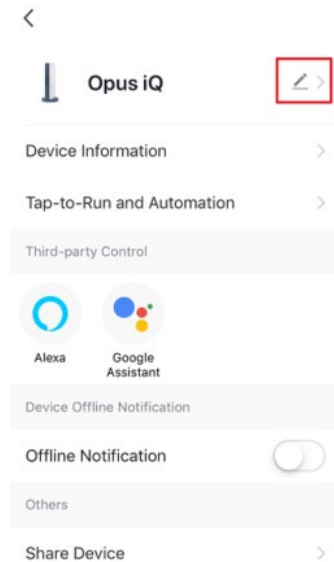 Opus iQ
Device Information
Tap-to-Run and Automation
Third-party Control
Alexa
Google
Assistant
Device Offline Notification
Offline Notification
Others
Share Device